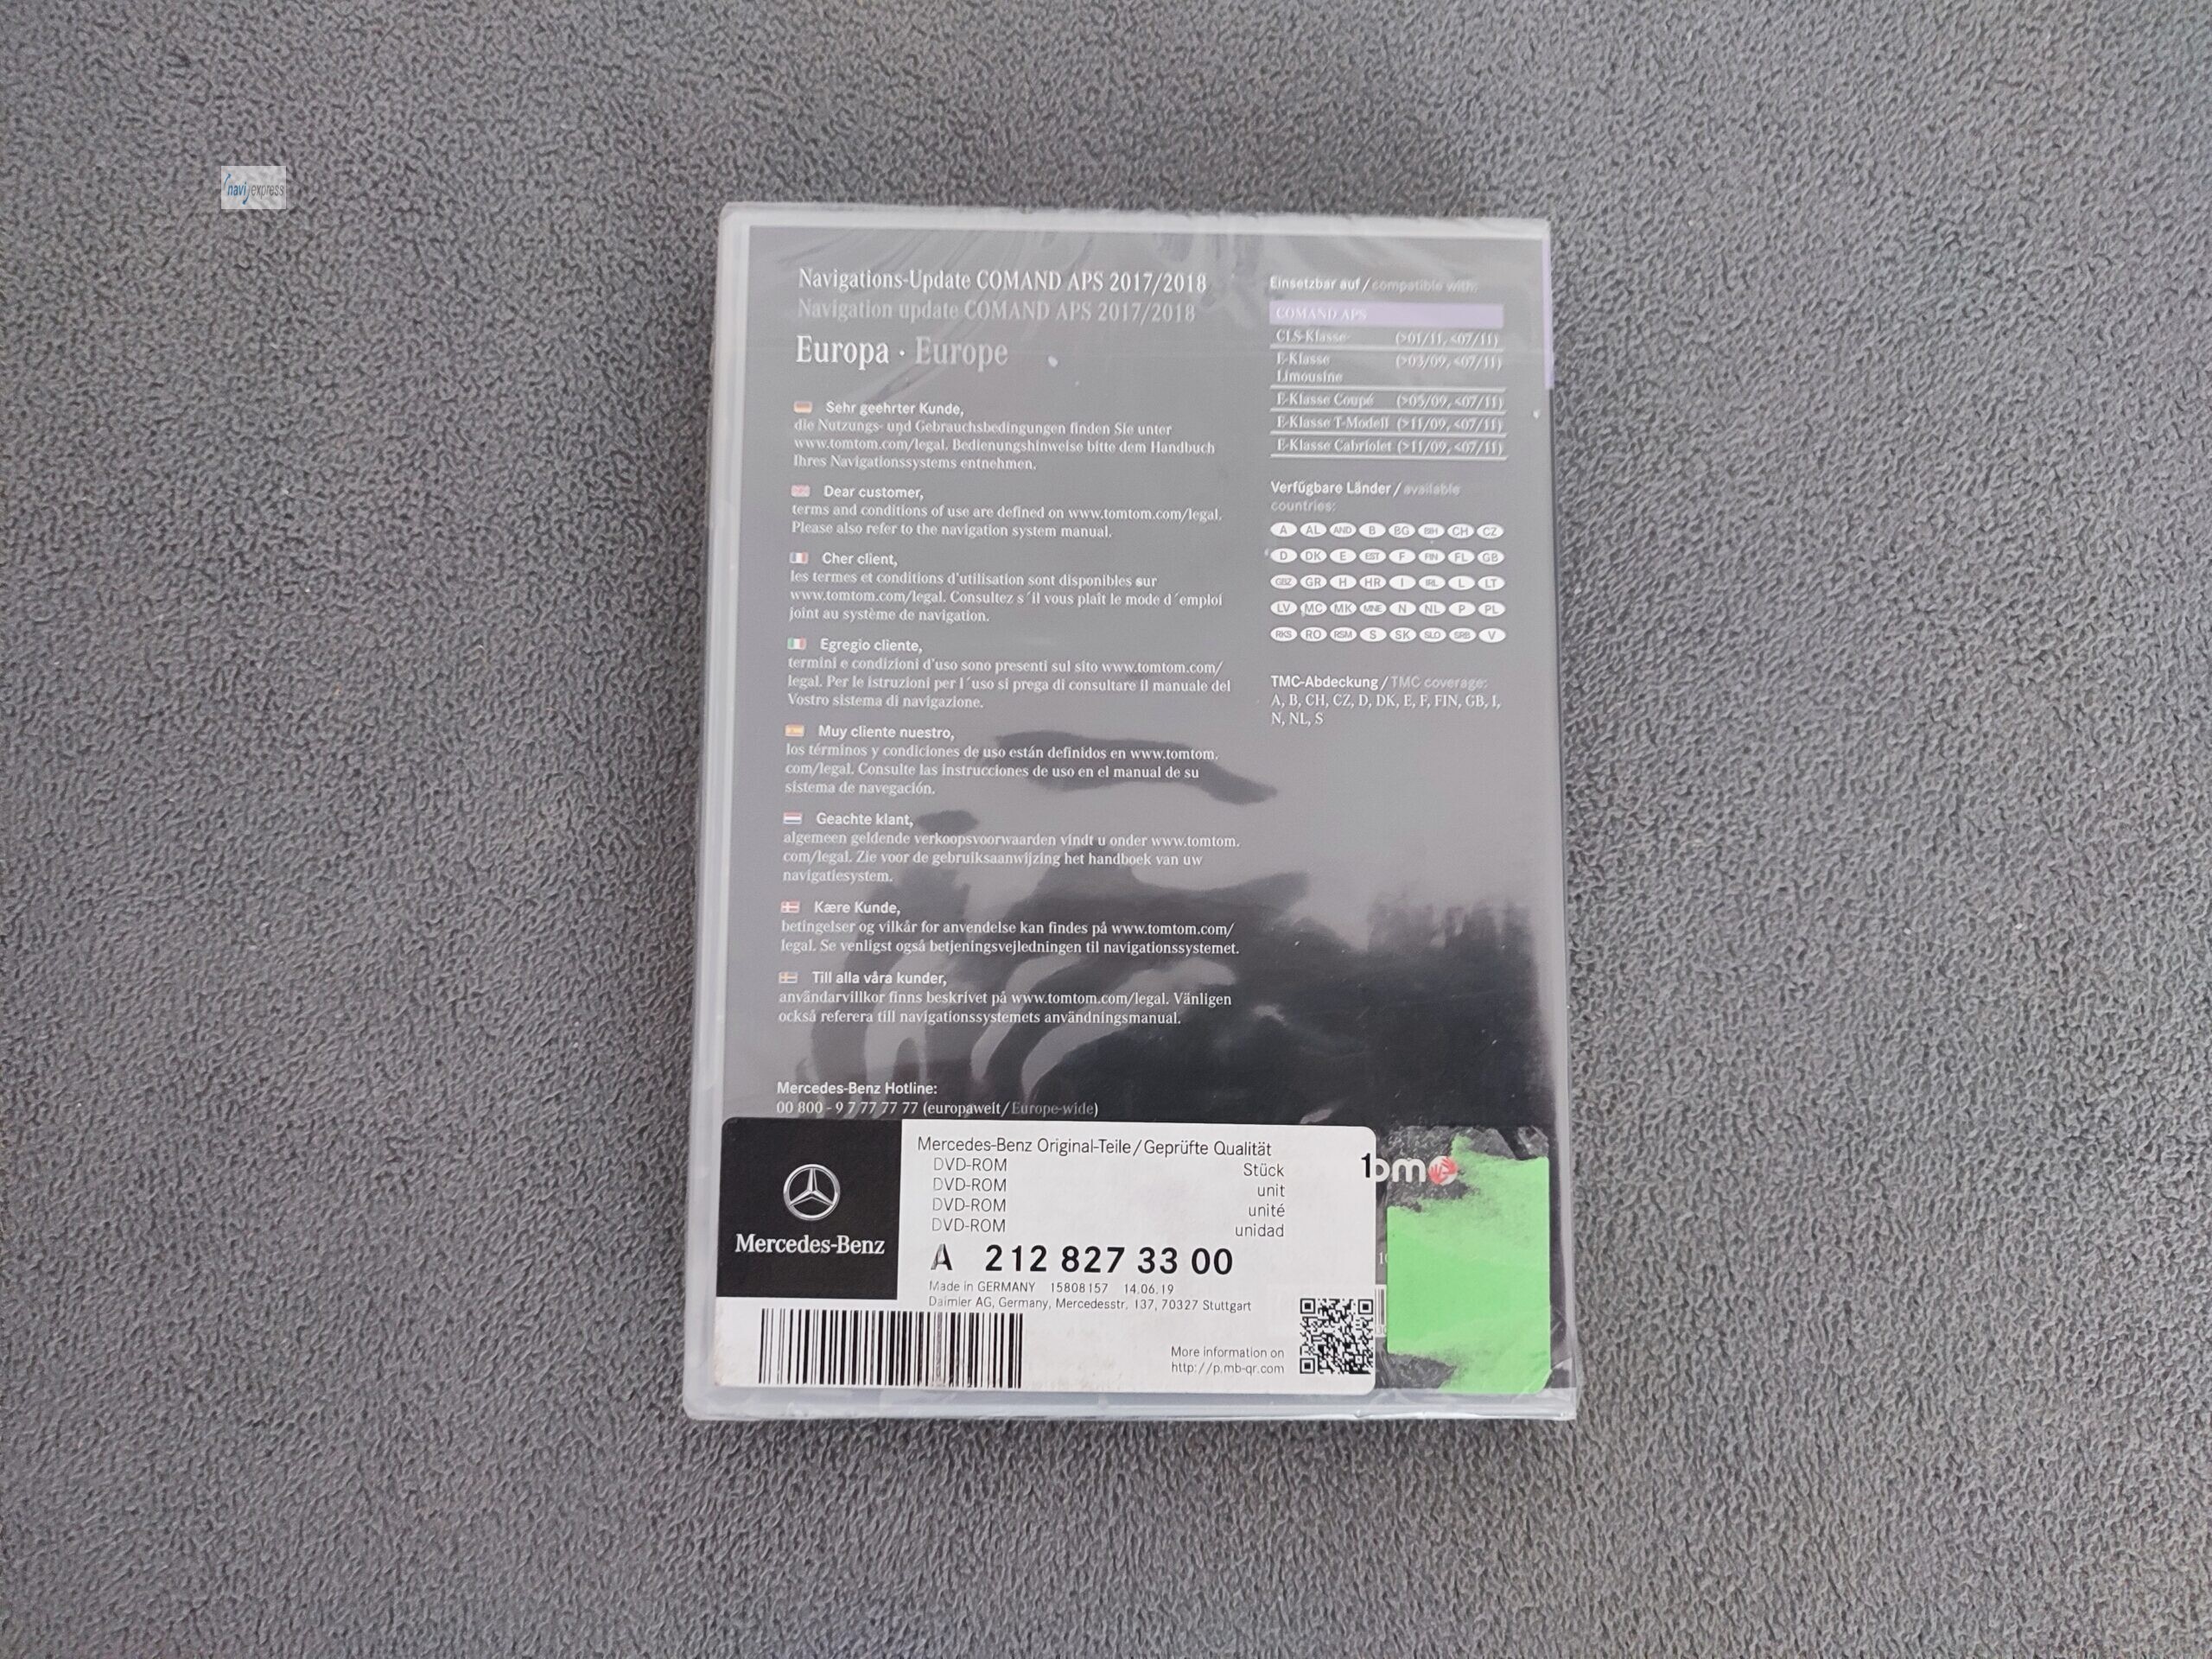 navi express
Navigations-Update COMAND APS 2017/2018
Navigation update COMAND APS 2017/2018
Europa · Europe
Sehr geehrter Kunde,
die Nutzungs- und Gebrauchsbedingungen finden Sie unter
www.tomtom.com/legal. Bedienungshinweise bitte dem Handbuch
Ihres Navigationssystems entnehmen.
Dear customer,
terms and conditions of use are defined on www.tomtom.com/legal.
Please also refer to the navigation system manual.
Cher client,
les termes et conditions d'utilisation sont disponibles sur
www.tomtom.com/legal. Consultez s´il vous plaît le mode d´emploi
joint au système de navigation.
Egregio cliente,
termini e condizioni d'uso sono presenti sul sito www.tomtom.com/
legal. Per le istruzioni per l´uso si prega di consultare il manuale del
Vostro sistema di navigazione.
Muy cliente nuestro,
los términos y condiciones de uso están definidos en www.tomtom.
com/legal. Consulte las instrucciones de uso en el manual de su
sistema de navegación.
Geachte klant,
algemeen geldende verkoopsvoorwaarden vindt u onder www.tomtom.
com/legal. Zie voor de gebruiksaanwijzing het handboek van uw
navigatiesystem.
Kære Kunde,
betingelser og vilkår for anvendelse kan findes på www.tomtom.com/
legal. Se venligst også betjeningsvejledningen til navigationssystemet.
Till alla våra kunder,
användarvillkor finns beskrivet på www.tomtom.com/legal. Vänligen
också referera till navigationssystemets användningsmanual.
Mercedes-Benz Hotline:
00 800 - 9 7 77 77 77 (europaweit/Europe-wide)
Einsetzbar auf / compatible with:
COMAND APS
CLS-Klasse (>01/11, <07/11)
E-Klasse (>03/09, <07/11)
Limousine
E-Klasse Coupé (>05/09, <07/11)
E-Klasse T-Modell (>11/09, <07/11)
E-Klasse Cabriolet (>11/09, <07/11)
Verfügbare Länder / available
countries:
A AL AND B BG BIH CH CZ
D DK E EST F FIN FL GB
GBZ GR H HR I IRL L LT
LV MC MK MNE N NL P PL
RKS RO RSM S SK SLO SRB V
TMC-Abdeckung / TMC coverage:
A, B, CH, CZ, D, DK, E, F, FIN, GB, I,
N, NL, S
Mercedes-Benz
Mercedes-Benz Original-Teile/Geprüfte Qualität
DVD-ROM Stück
DVD-ROM unit
DVD-ROM unité
DVD-ROM unidad
1
A 212 827 33 00
Made in GERMANY 15808157 14.06.19
Daimler AG, Germany, Mercedesstr. 137, 70327 Stuttgart
More information on
http://p.mb-qr.com